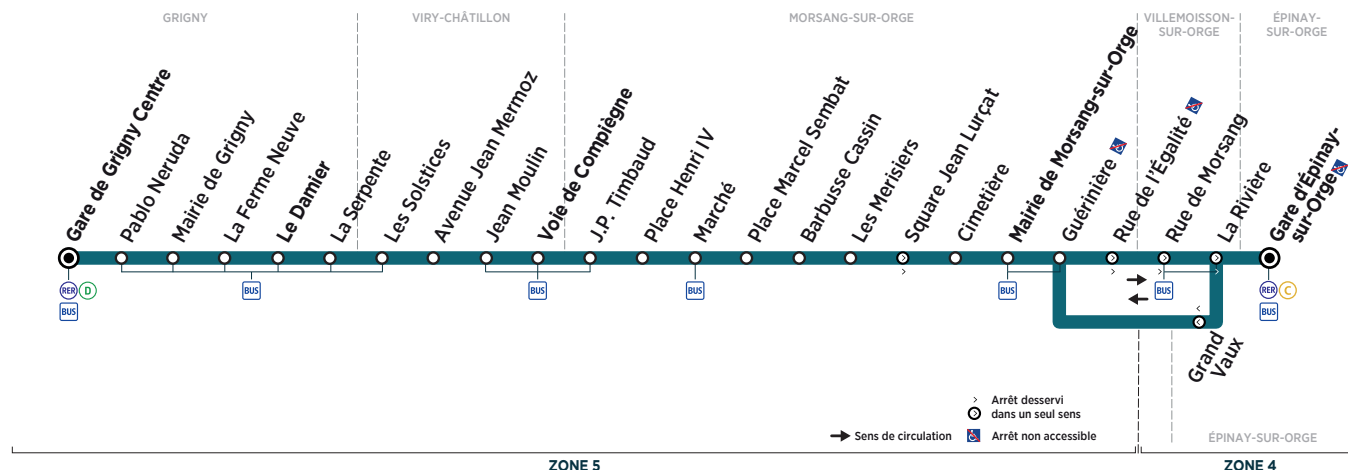 GRIGNY
VIRY-CHÂTILLON
MORSANG-SUR-ORGE
VILLEMOISSON-
SUR-ORGE
ÉPINAY-
SUR-ORGE
Gare de Grigny Centre
Pablo Neruda
Mairie de Grigny
La Ferme Neuve
Le Damier
La Serpente
Les Solstices
Avenue Jean Mermoz
Jean Moulin
Voie de Compiègne
J.P. Timbaud
Place Henri IV
Marché
Place Marcel Sembat
Barbusse Cassin
Les Merisiers
Square Jean Lurçat
Cimetière
Mairie de Morsang-sur-Orge
Guérinière
Rue de l'Égalité
Rue de Morsang
La Rivière
Gare d'Épinay-
sur-Orge
RER D
BUS
BUS
BUS
BUS
BUS
BUS
RER C
BUS
Grand
Vaux
Arrêt desservi
dans un seul sens
Sens de circulation
Arrêt non accessible
ÉPINAY-SUR-ORGE
ZONE 5
ZONE 4